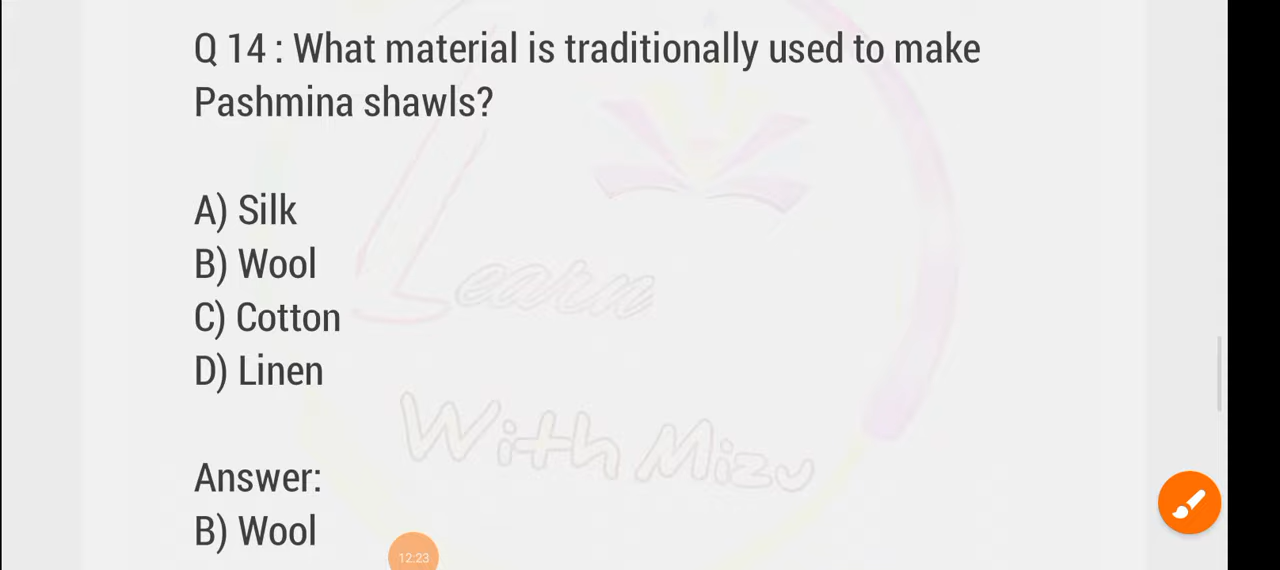 Q 14 : What material is traditionally used to make
Pashmina shawls?
A) Silk
B) Wool
C) Cotton
D) Linen
Learn
With Mizu
Answer:
B) Wool
12:23